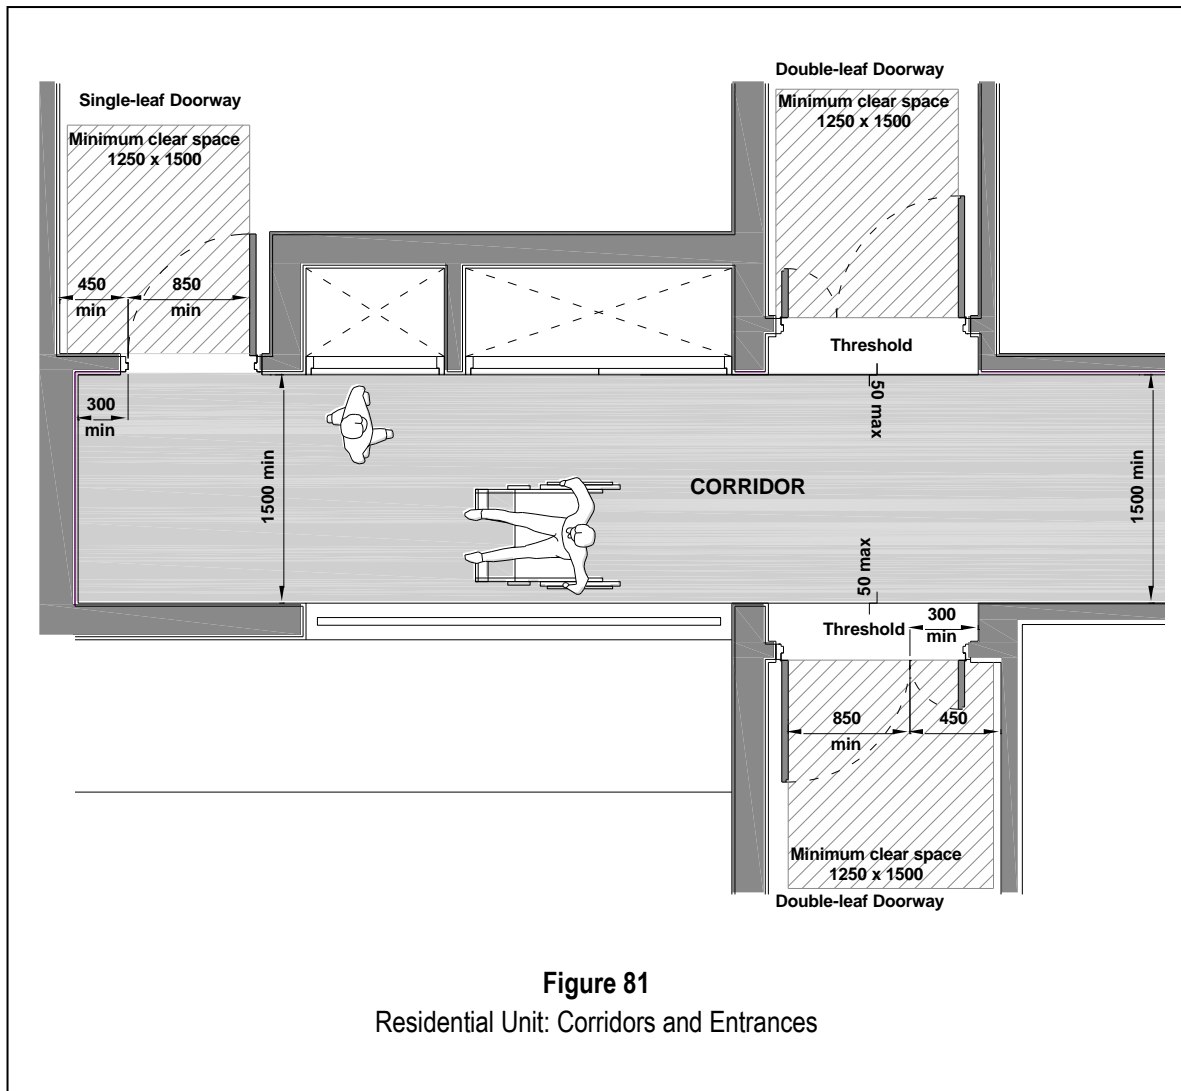 Single-leaf Doorway
Minimum clear space
1250 x 1500
Double-leaf Doorway
Minimum clear space
1250 x 1500
450
min
850
min
Threshold
50 max
300
min
1500 min
CORRIDOR
1500 min
50 max
Threshold
300
min
850
min
450
Minimum clear space
1250 x 1500
Double-leaf Doorway
Figure 81
Residential Unit: Corridors and Entrances